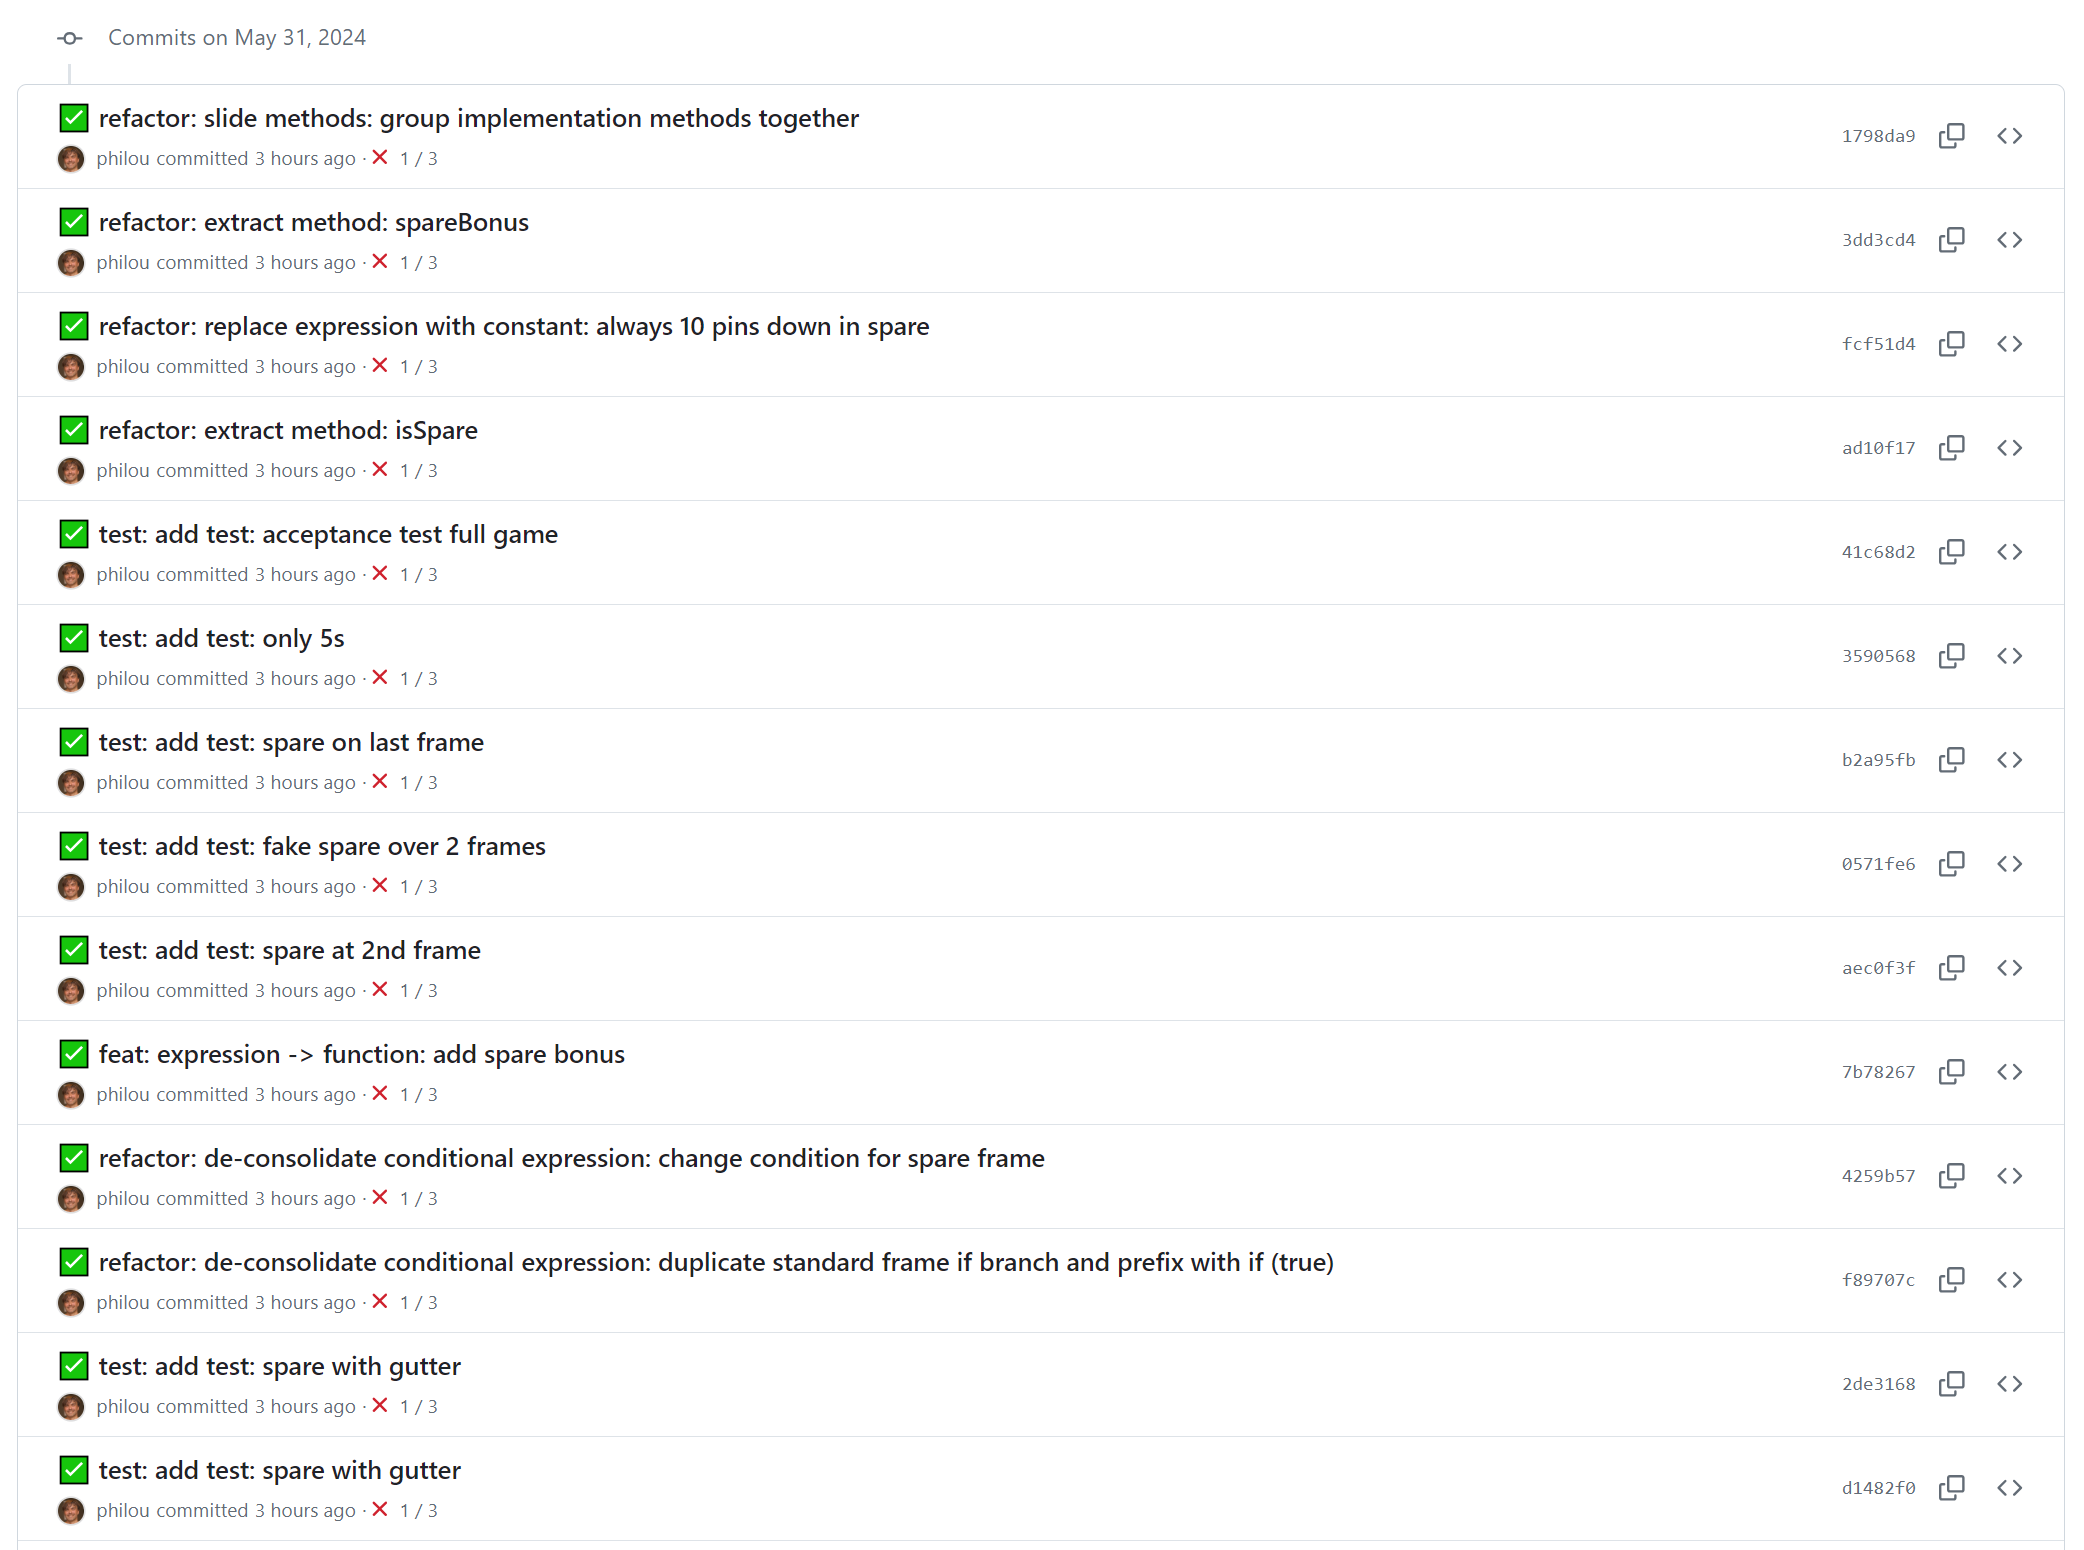 Commits on May 31, 2024
✅ refactor: slide methods: group implementation methods together
philou committed 3 hours ago · ✕ 1 / 3
1798da9
✅ refactor: extract method: spareBonus
philou committed 3 hours ago · ✕ 1 / 3
3dd3cd4
✅ refactor: replace expression with constant: always 10 pins down in spare
philou committed 3 hours ago · ✕ 1 / 3
fcf51d4
✅ refactor: extract method: isSpare
philou committed 3 hours ago · ✕ 1 / 3
ad10f17
✅ test: add test: acceptance test full game
philou committed 3 hours ago · ✕ 1 / 3
41c68d2
✅ test: add test: only 5s
philou committed 3 hours ago · ✕ 1 / 3
3590568
✅ test: add test: spare on last frame
philou committed 3 hours ago · ✕ 1 / 3
b2a95fb
✅ test: add test: fake spare over 2 frames
philou committed 3 hours ago · ✕ 1 / 3
0571fe6
✅ test: add test: spare at 2nd frame
philou committed 3 hours ago · ✕ 1 / 3
aec0f3f
✅ feat: expression -> function: add spare bonus
philou committed 3 hours ago · ✕ 1 / 3
7b78267
✅ refactor: de-consolidate conditional expression: change condition for spare frame
philou committed 3 hours ago · ✕ 1 / 3
4259b57
✅ refactor: de-consolidate conditional expression: duplicate standard frame if branch and prefix with if (true)
philou committed 3 hours ago · ✕ 1 / 3
f89707c
✅ test: add test: spare with gutter
philou committed 3 hours ago · ✕ 1 / 3
2de3168
✅ test: add test: spare with gutter
philou committed 3 hours ago · ✕ 1 / 3
d1482f0